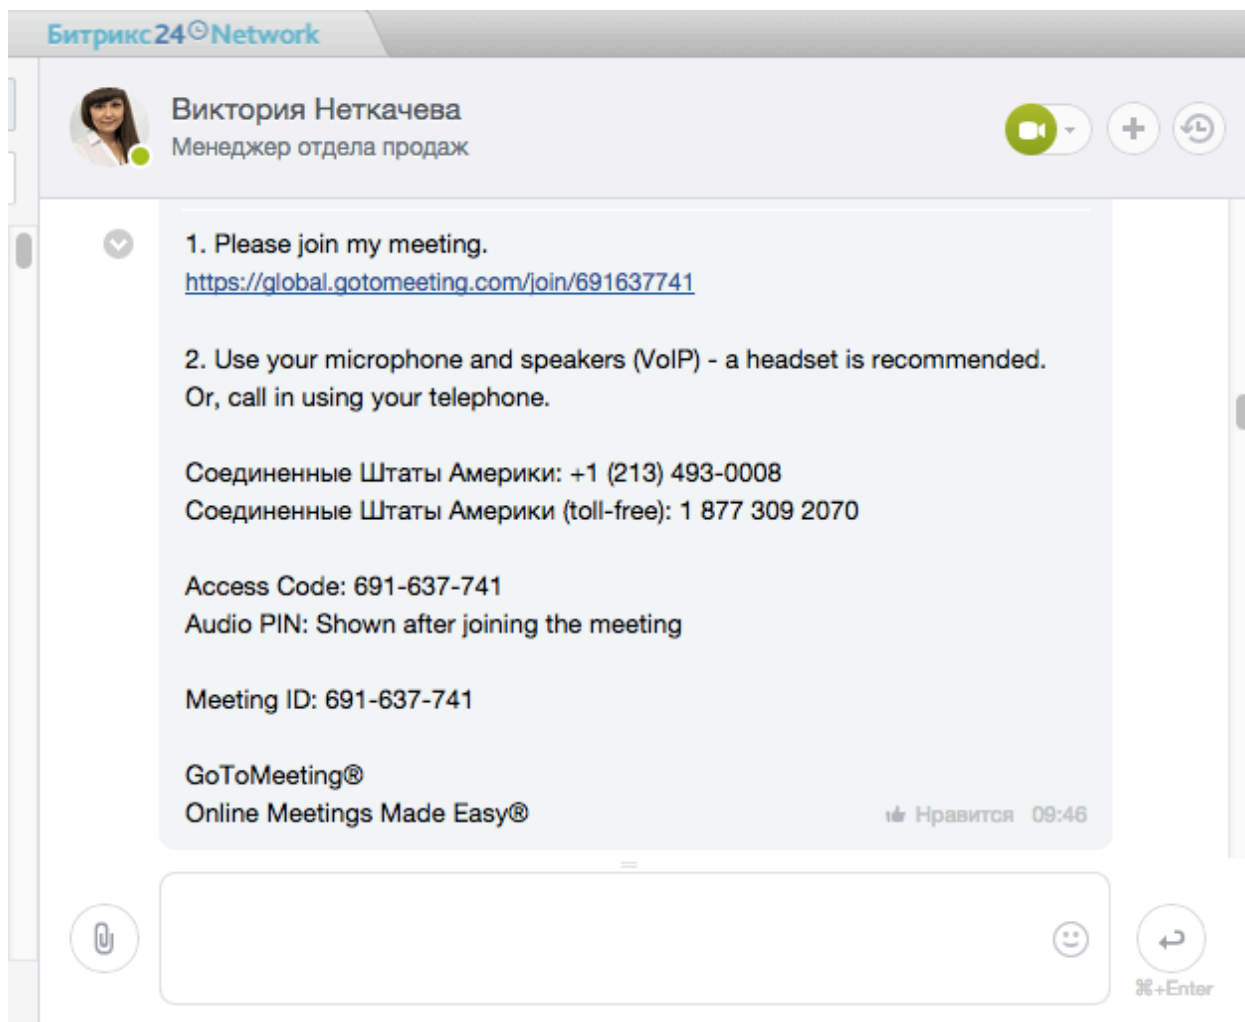 Битрикс24 Network
Виктория Неткачева
Менеджер отдела продаж
1. Please join my meeting.
https://global.gotomeeting.com/join/691637741
2. Use your microphone and speakers (VoIP) - a headset is recommended.
Or, call in using your telephone.
Соединенные Штаты Америки: +1 (213) 493-0008
Соединенные Штаты Америки (toll-free): 1 877 309 2070
Access Code: 691-637-741
Audio PIN: Shown after joining the meeting
Meeting ID: 691-637-741
GoToMeeting®
Online Meetings Made Easy®
Нравится 09:46
⌘+Enter